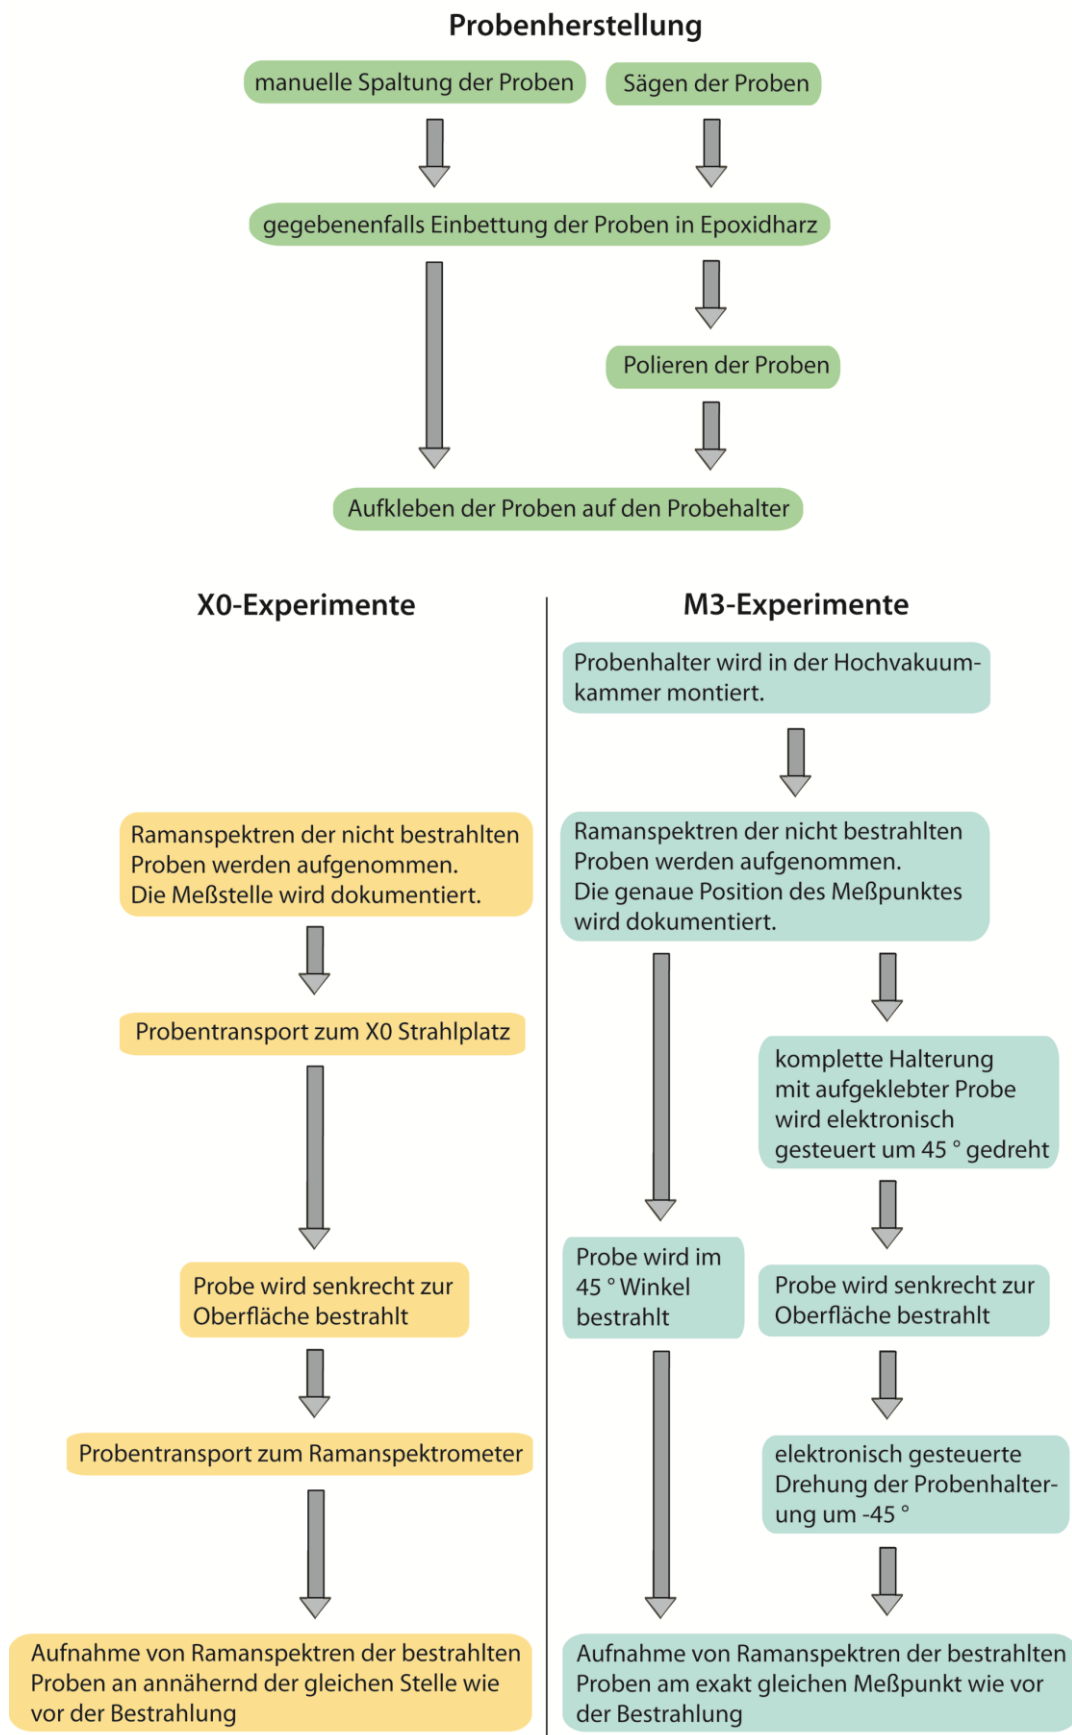 Probenherstellung
manuelle Spaltung der Proben
Sägen der Proben
gegebenenfalls Einbettung der Proben in Epoxidharz
Polieren der Proben
Aufkleben der Proben auf den Probehalter
X0-Experimente
Ramanspektren der nicht bestrahlten
Proben werden aufgenommen.
Die Meßstelle wird dokumentiert.
Probentransport zum X0 Strahlplatz
Probe wird senkrecht zur
Oberfläche bestrahlt
Probentransport zum Ramanspektrometer
Aufnahme von Ramanspektren der bestrahlten
Proben an annähernd der gleichen Stelle wie
vor der Bestrahlung
M3-Experimente
Probenhalter wird in der Hochvakuum-
kammer montiert.
Ramanspektren der nicht bestrahlten
Proben werden aufgenommen.
Die genaue Position des Meßpunktes
wird dokumentiert.
Probe wird im
45 ° Winkel
bestrahlt
komplette Halterung
mit aufgeklebter Probe
wird elektronisch
gesteuert um 45 ° gedreht
Probe wird senkrecht zur
Oberfläche bestrahlt
elektronisch gesteuerte
Drehung der Probenhalter-
ung um -45 °
Aufnahme von Ramanspektren der bestrahlten
Proben am exakt gleichen Meßpunkt wie vor
der Bestrahlung